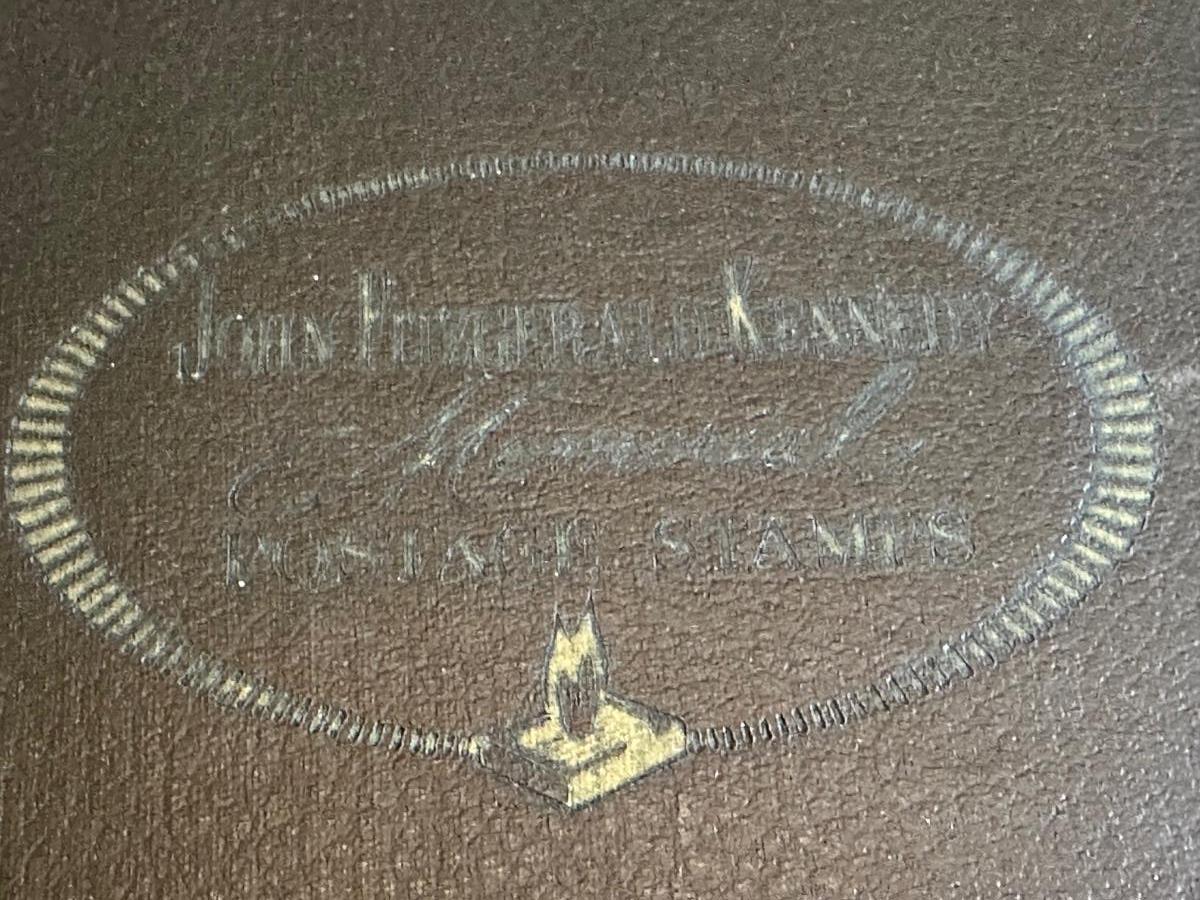 JOHN FITZGERALD KENNEDY
Memorial
POSTAGE STAMPS